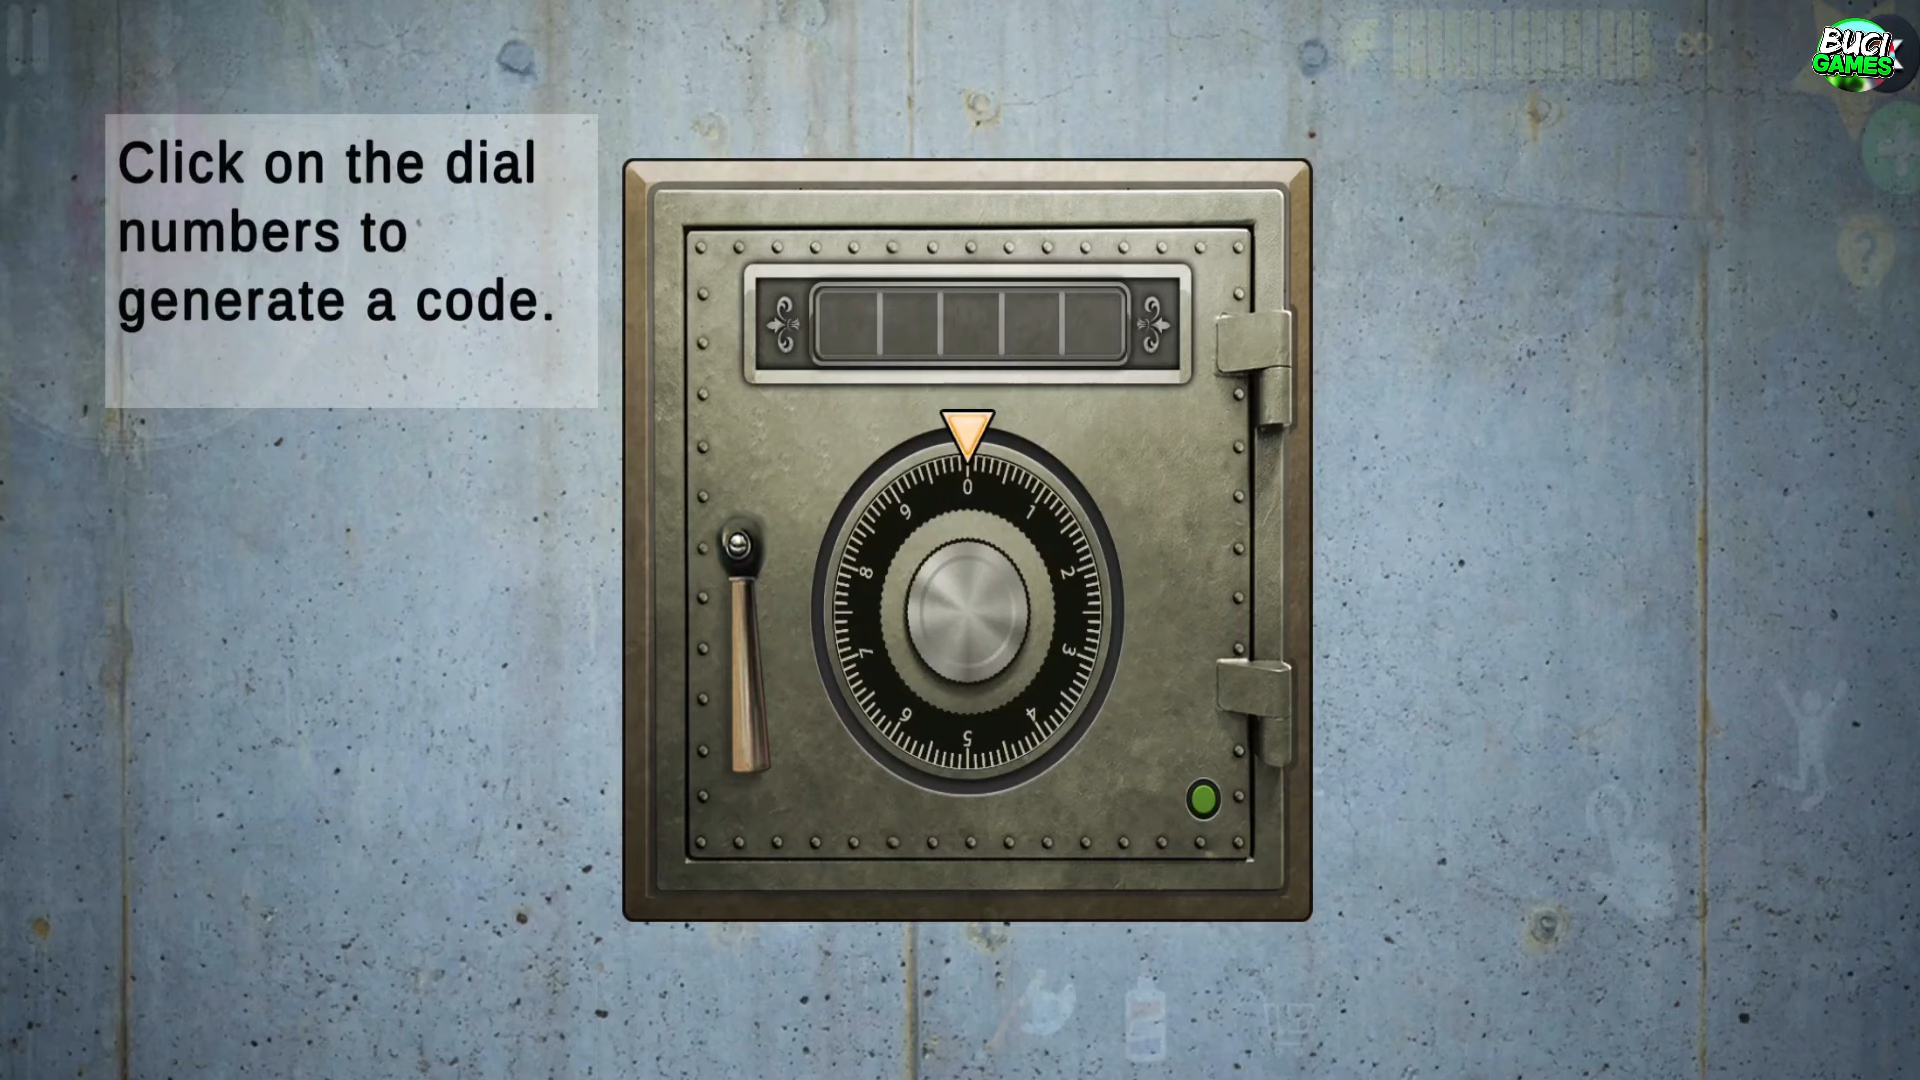 BUCI
GAMES
Click on the dial
numbers to
generate a code.
0
1
2
3
4
5
6
7
8
9
?